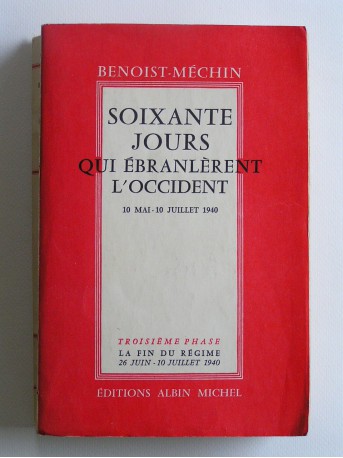 BENOIST-MÉCHIN
SOIXANTE
JOURS
QUI ÉBRANLÈRENT
L'OCCIDENT
10 MAI-10 JUILLET 1940
TROISIÈME PHASE
LA FIN DU RÉGIME
26 JUIN - 10 JUILLET 1940
ÉDITIONS ALBIN MICHEL